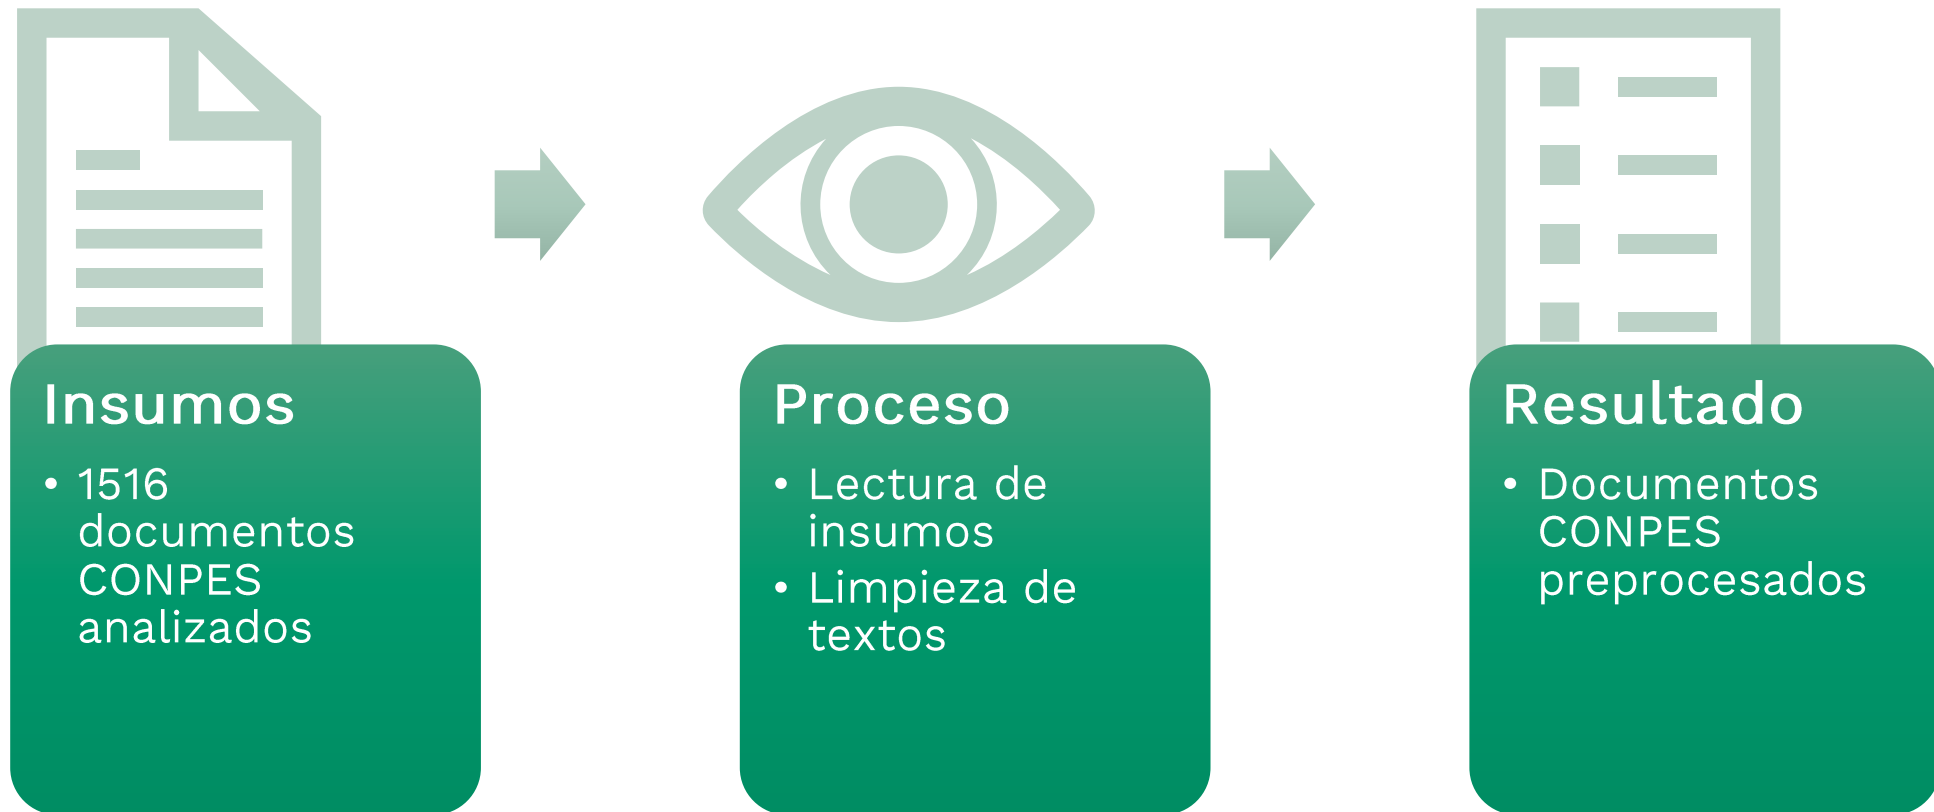 Insumos
• 1516
documentos
CONPES
analizados
Proceso
• Lectura de
insumos
• Limpieza de
textos
Resultado
• Documentos
CONPES
preprocesados